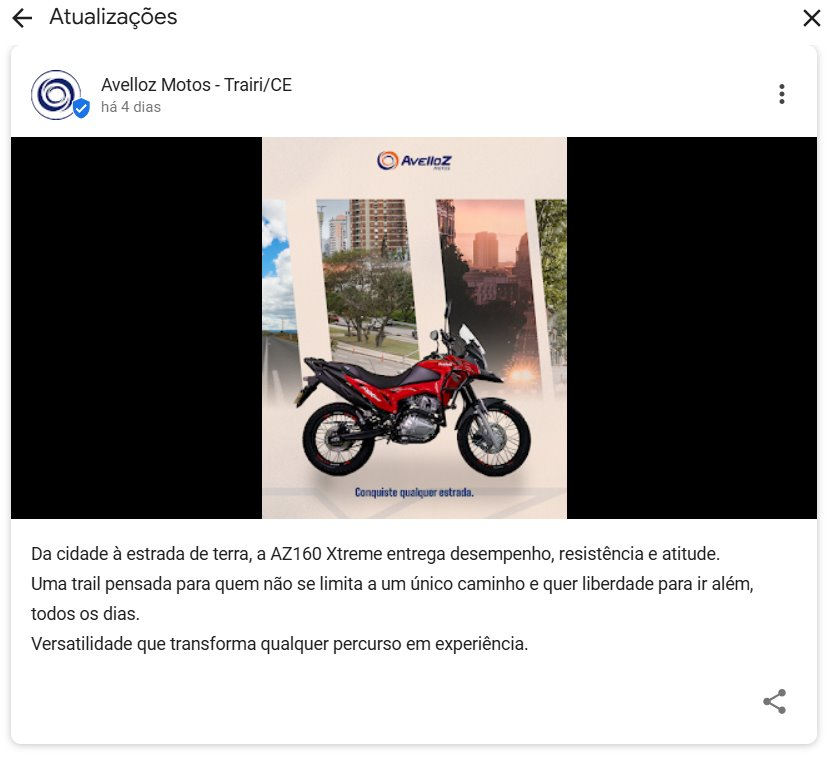 Atualizações
Avelloz Motos - Trairi/CE
há 4 dias
AvelloZ
MOTOS
Conquiste qualquer estrada.
Da cidade à estrada de terra, a AZ160 Xtreme entrega desempenho, resistência e atitude.
Uma trail pensada para quem não se limita a um único caminho e quer liberdade para ir além,
todos os dias.
Versatilidade que transforma qualquer percurso em experiência.